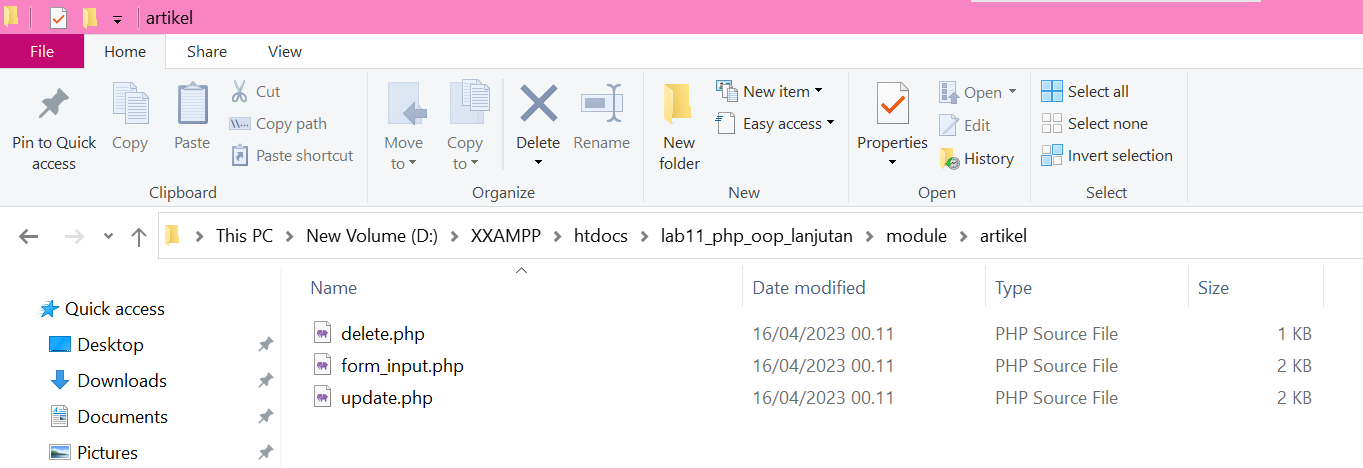 artikel
File Home Share View
Pin to Quick access
Copy
Paste
Cut
Copy path
Paste shortcut
Clipboard
Move to
Copy to
Delete
Rename
Organize
New folder
New item
Easy access
New
Properties
Open
Edit
History
Open
Select all
Select none
Invert selection
Select
This PC > New Volume (D:) > XXAMPP > htdocs > lab11_php_oop_lanjutan > module > artikel
Quick access
Desktop
Downloads
Documents
Pictures
Name Date modified Type Size
delete.php 16/04/2023 00.11 PHP Source File 1 KB
form_input.php 16/04/2023 00.11 PHP Source File 2 KB
update.php 16/04/2023 00.11 PHP Source File 2 KB